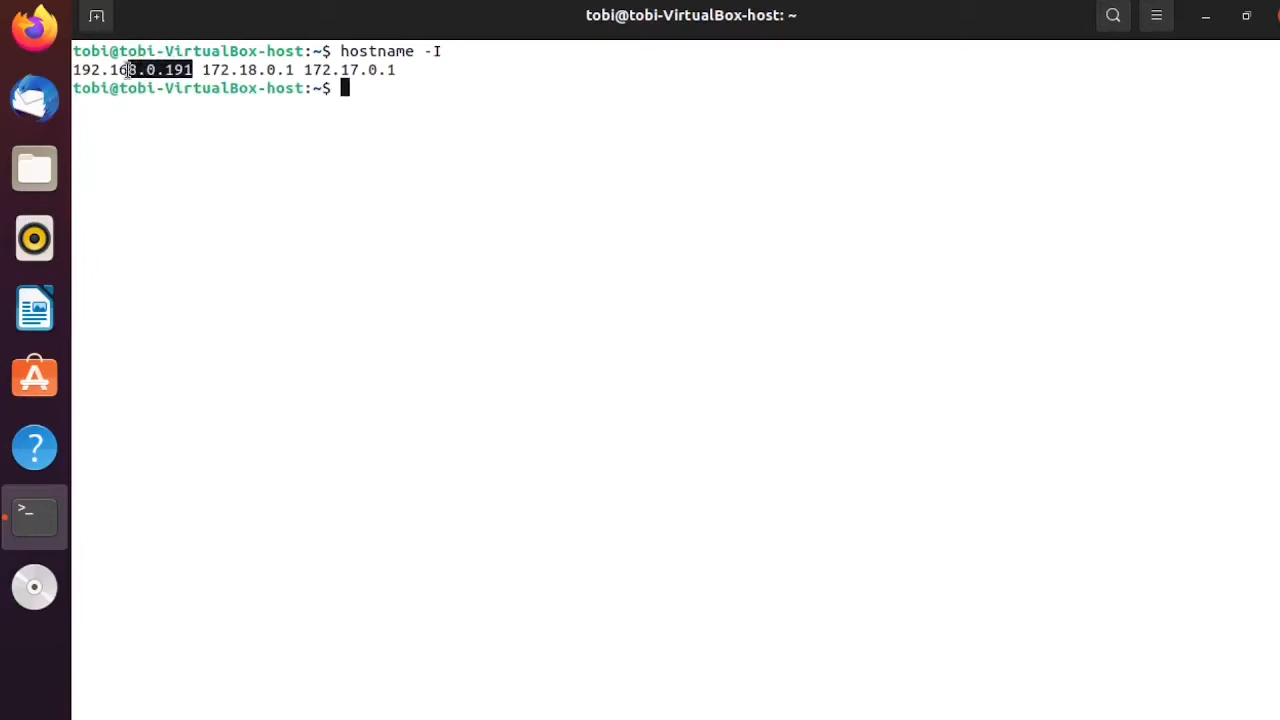 tobi@tobi-VirtualBox-host: ~
tobi@tobi-VirtualBox-host:~$ hostname -I
192.168.0.191 172.18.0.1 172.17.0.1
tobi@tobi-VirtualBox-host:~$
?
>_